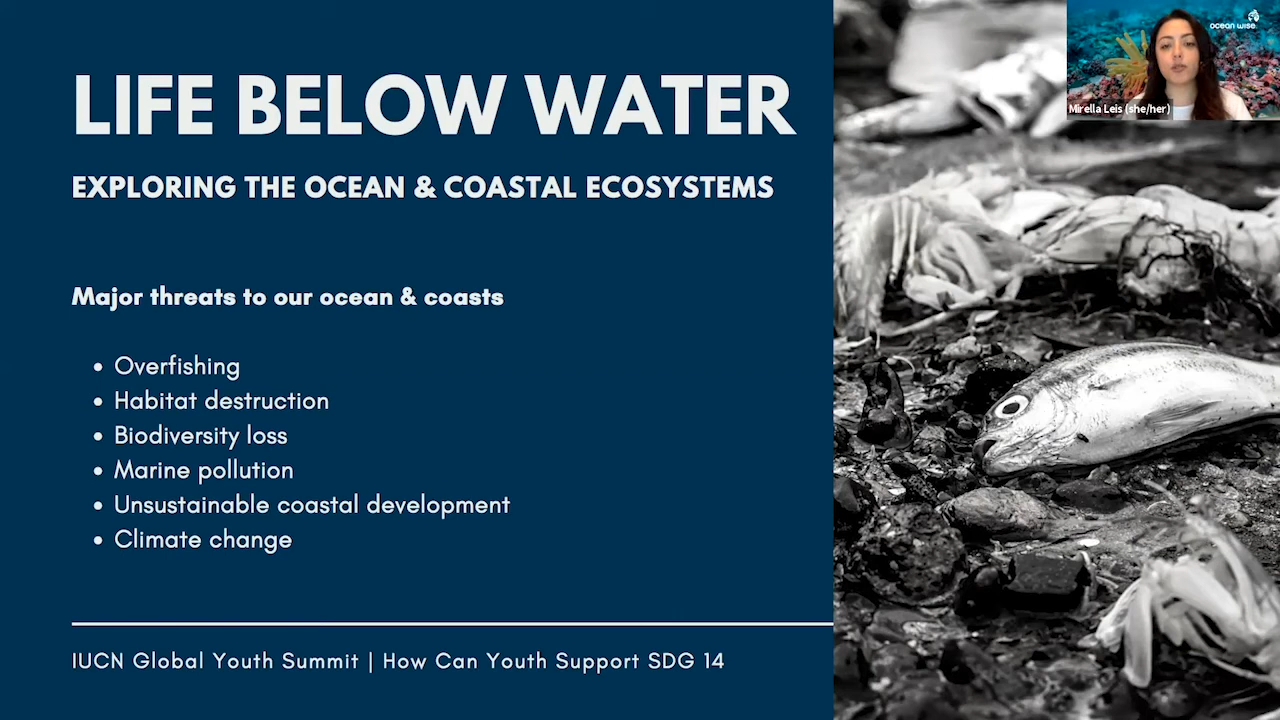 LIFE BELOW WATER
EXPLORING THE OCEAN & COASTAL ECOSYSTEMS
Major threats to our ocean & coasts
• Overfishing
• Habitat destruction
• Biodiversity loss
• Marine pollution
• Unsustainable coastal development
• Climate change
IUCN Global Youth Summit | How Can Youth Support SDG 14
ocean wise
Mirella Leis (she/her)